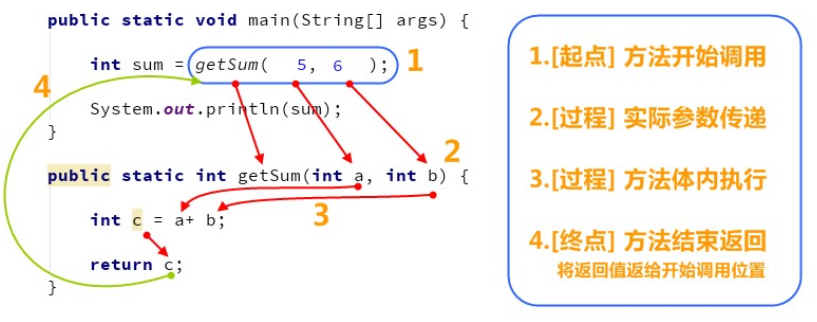 public static void main(String[] args) {
int sum = getSum( 5, 6 ); 1
4
System.out.println(sum);
}
2
public static int getSum(int a, int b) {
3
int c = a+ b;
return c;
}
1.[起点] 方法开始调用
2.[过程] 实际参数传递
3.[过程] 方法体内执行
4.[终点] 方法结束返回
将返回值返给开始调用位置